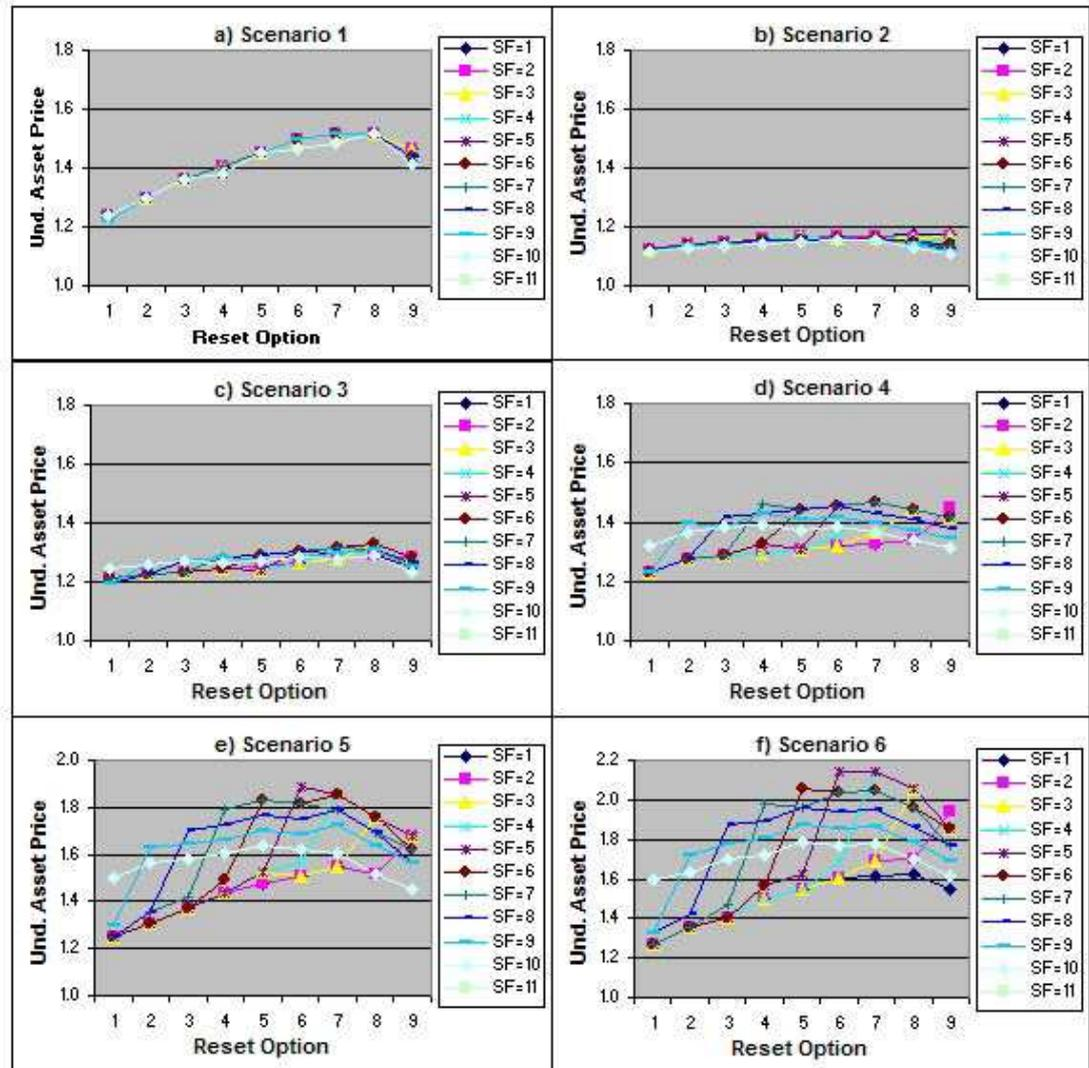 a) Scenario 1
Und. Asset Price
1.8
1.6
1.4
1.2
1.0
1 2 3 4 5 6 7 8 9
Reset Option
SF=1
SF=2
SF=3
SF=4
SF=5
SF=6
SF=7
SF=8
SF=9
SF=10
SF=11
b) Scenario 2
Und. Asset Price
1.8
1.6
1.4
1.2
1.0
1 2 3 4 5 6 7 8 9
Reset Option
SF=1
SF=2
SF=3
SF=4
SF=5
SF=6
SF=7
SF=8
SF=9
SF=10
SF=11
c) Scenario 3
Und. Asset Price
1.8
1.6
1.4
1.2
1.0
1 2 3 4 5 6 7 8 9
Reset Option
SF=1
SF=2
SF=3
SF=4
SF=5
SF=6
SF=7
SF=8
SF=9
SF=10
SF=11
d) Scenario 4
Und. Asset Price
1.8
1.6
1.4
1.2
1.0
1 2 3 4 5 6 7 8 9
Reset Option
SF=1
SF=2
SF=3
SF=4
SF=5
SF=6
SF=7
SF=8
SF=9
SF=10
SF=11
e) Scenario 5
Und. Asset Price
2.0
1.8
1.6
1.4
1.2
1.0
1 2 3 4 5 6 7 8 9
Reset Option
SF=1
SF=2
SF=3
SF=4
SF=5
SF=6
SF=7
SF=8
SF=9
SF=10
SF=11
f) Scenario 6
Und. Asset Price
2.2
2.0
1.8
1.6
1.4
1.2
1.0
1 2 3 4 5 6 7 8 9
Reset Option
SF=1
SF=2
SF=3
SF=4
SF=5
SF=6
SF=7
SF=8
SF=9
SF=10
SF=11